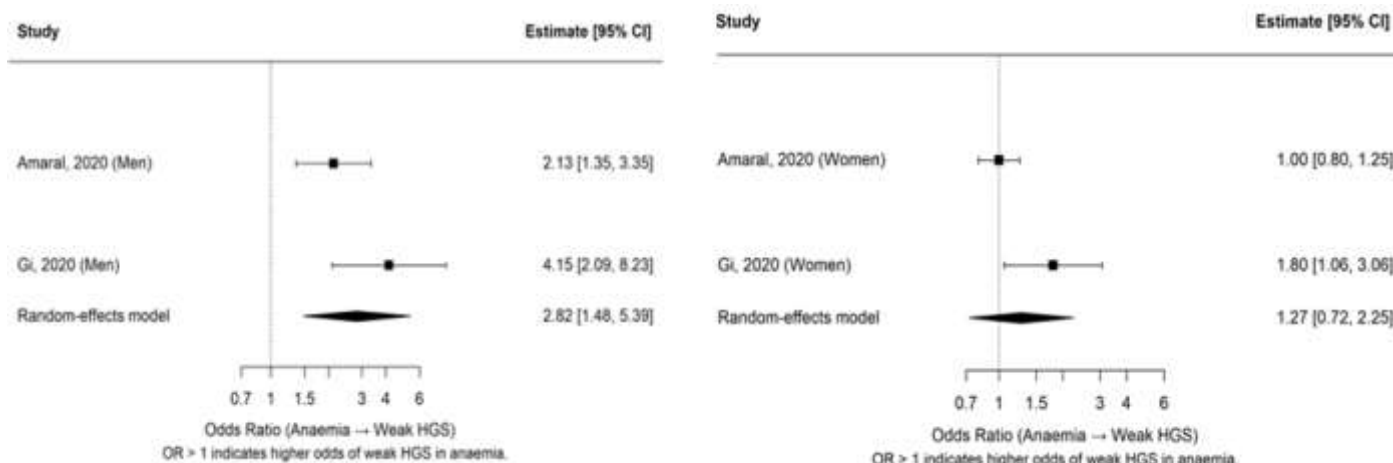 Study Estimate [95% CI]
Amaral, 2020 (Men) 2.13 [1.35, 3.35]
Gi, 2020 (Men) 4.15 [2.09, 8.23]
Random-effects model 2.82 [1.48, 5.39]
0.7 1 1.5 3 4 6
Odds Ratio (Anaemia → Weak HGS)
OR > 1 indicates higher odds of weak HGS in anaemia.
Study Estimate [95% CI]
Amaral, 2020 (Women) 1.00 [0.80, 1.25]
Gi, 2020 (Women) 1.80 [1.06, 3.06]
Random-effects model 1.27 [0.72, 2.25]
0.7 1 1.5 3 4 6
Odds Ratio (Anaemia → Weak HGS)
OR > 1 indicates higher odds of weak HGS in anaemia.